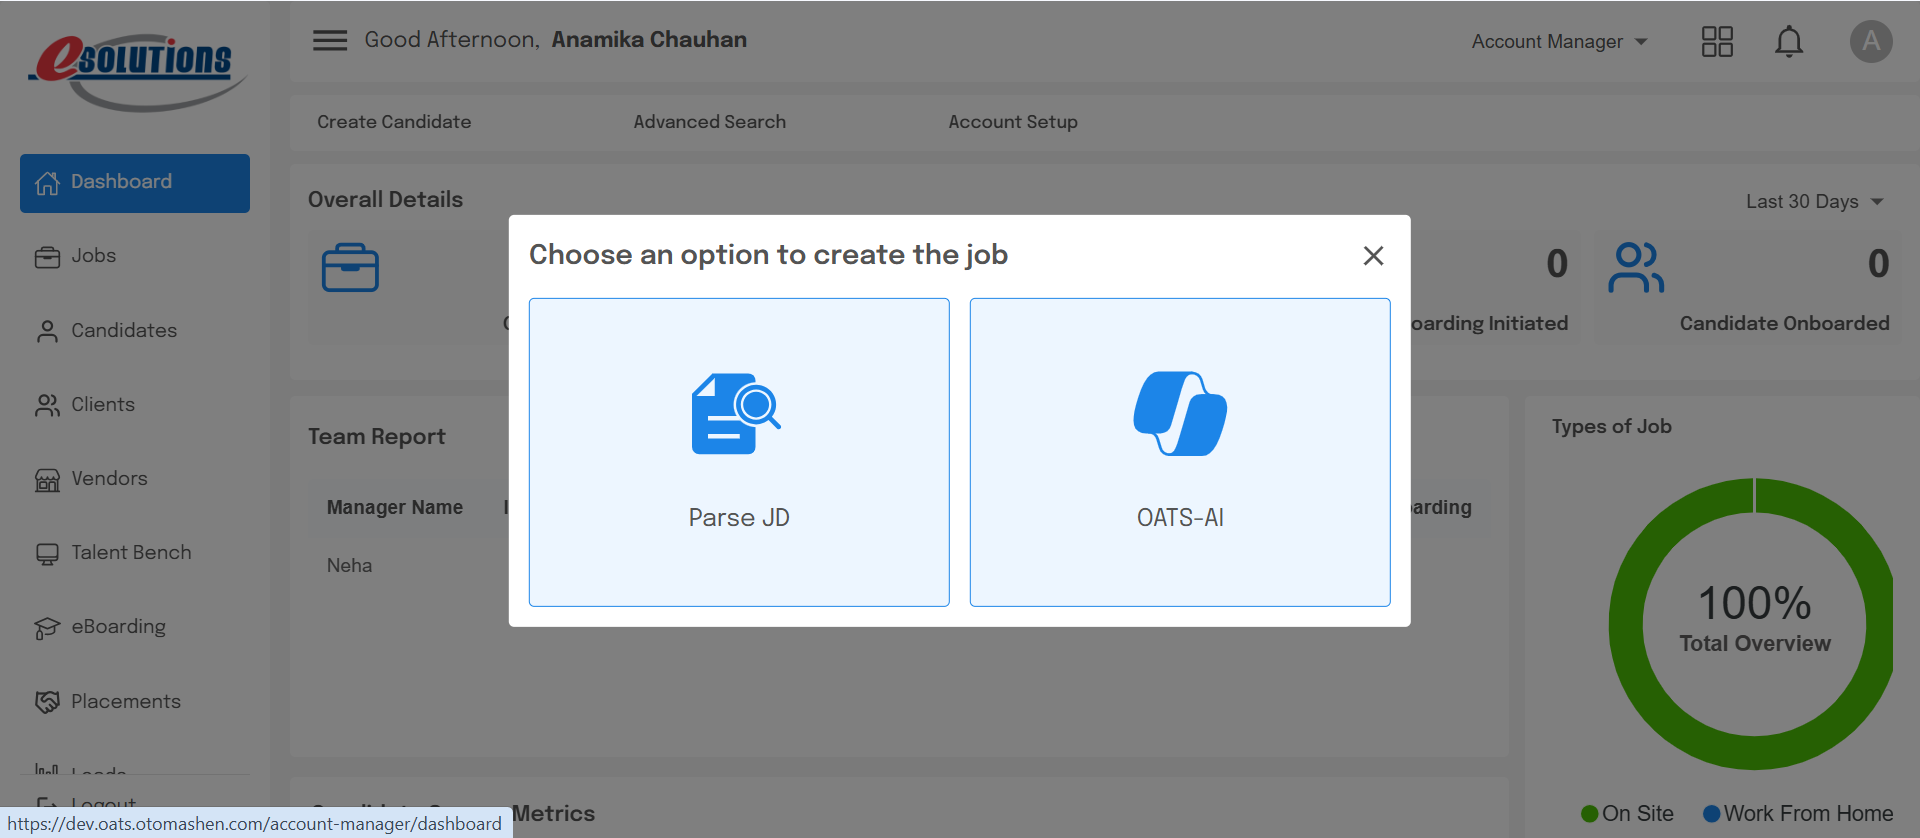 eSOLUTIONS
Good Afternoon, Anamika Chauhan
Account Manager
A
Create Candidate
Advanced Search
Account Setup
Dashboard
Jobs
Candidates
Clients
Vendors
Talent Bench
eBoarding
Placements
Leads
Logout
Overall Details
Last 30 Days
0
oarding Initiated
0
Candidate Onboarded
Choose an option to create the job
Parse JD
OATS-AI
Team Report
Manager Name
arding
Neha
Types of Job
100%
Total Overview
On Site
Work From Home
Metrics
https://dev.oats.otomashen.com/account-manager/dashboard